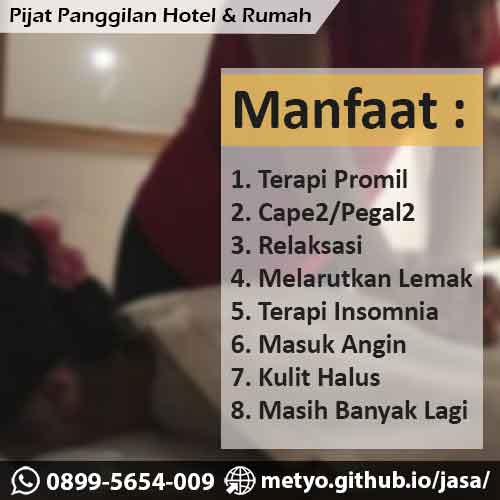 Pijat Panggilan Hotel & Rumah
Manfaat :
1. Terapi Promil
2. Cape2/Pegal2
3. Relaksasi
4. Melarutkan Lemak
5. Terapi Insomnia
6. Masuk Angin
7. Kulit Halus
8. Masih Banyak Lagi
0899-5654-009 metyo.github.io/jasa/